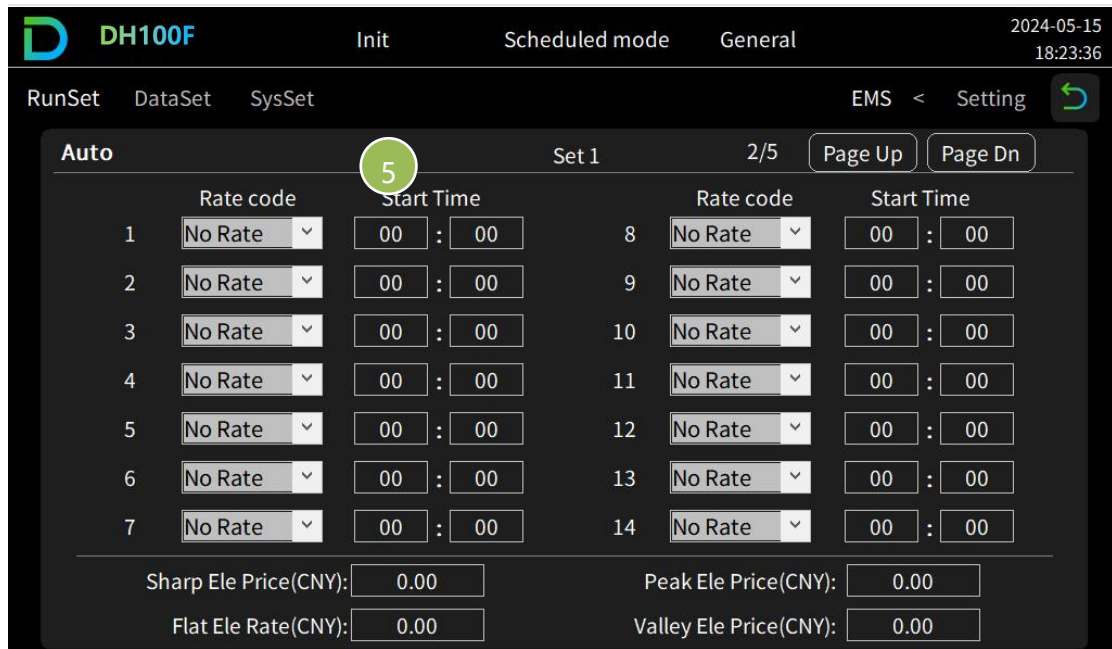 DH100F Init Scheduled mode General 2024-05-15
18:23:36
RunSet DataSet SysSet EMS < Setting
Auto 5 Set 1 2/5 Page Up Page Dn
Rate code Start Time Rate code Start Time
1 No Rate 00 : 00 8 No Rate 00 : 00
2 No Rate 00 : 00 9 No Rate 00 : 00
3 No Rate 00 : 00 10 No Rate 00 : 00
4 No Rate 00 : 00 11 No Rate 00 : 00
5 No Rate 00 : 00 12 No Rate 00 : 00
6 No Rate 00 : 00 13 No Rate 00 : 00
7 No Rate 00 : 00 14 No Rate 00 : 00
Sharp Ele Price(CNY): 0.00 Peak Ele Price(CNY): 0.00
Flat Ele Rate(CNY): 0.00 Valley Ele Price(CNY): 0.00